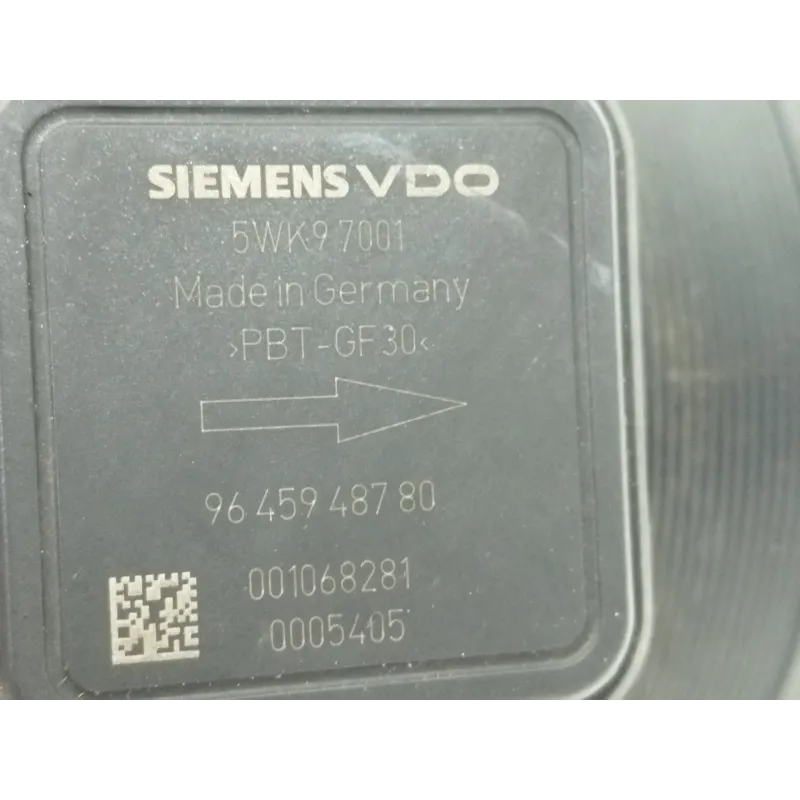 SIEMENS VDO
5WK9 7001
Made in Germany
>PBT-GF30<
96 459 487 80
001068281
0005405